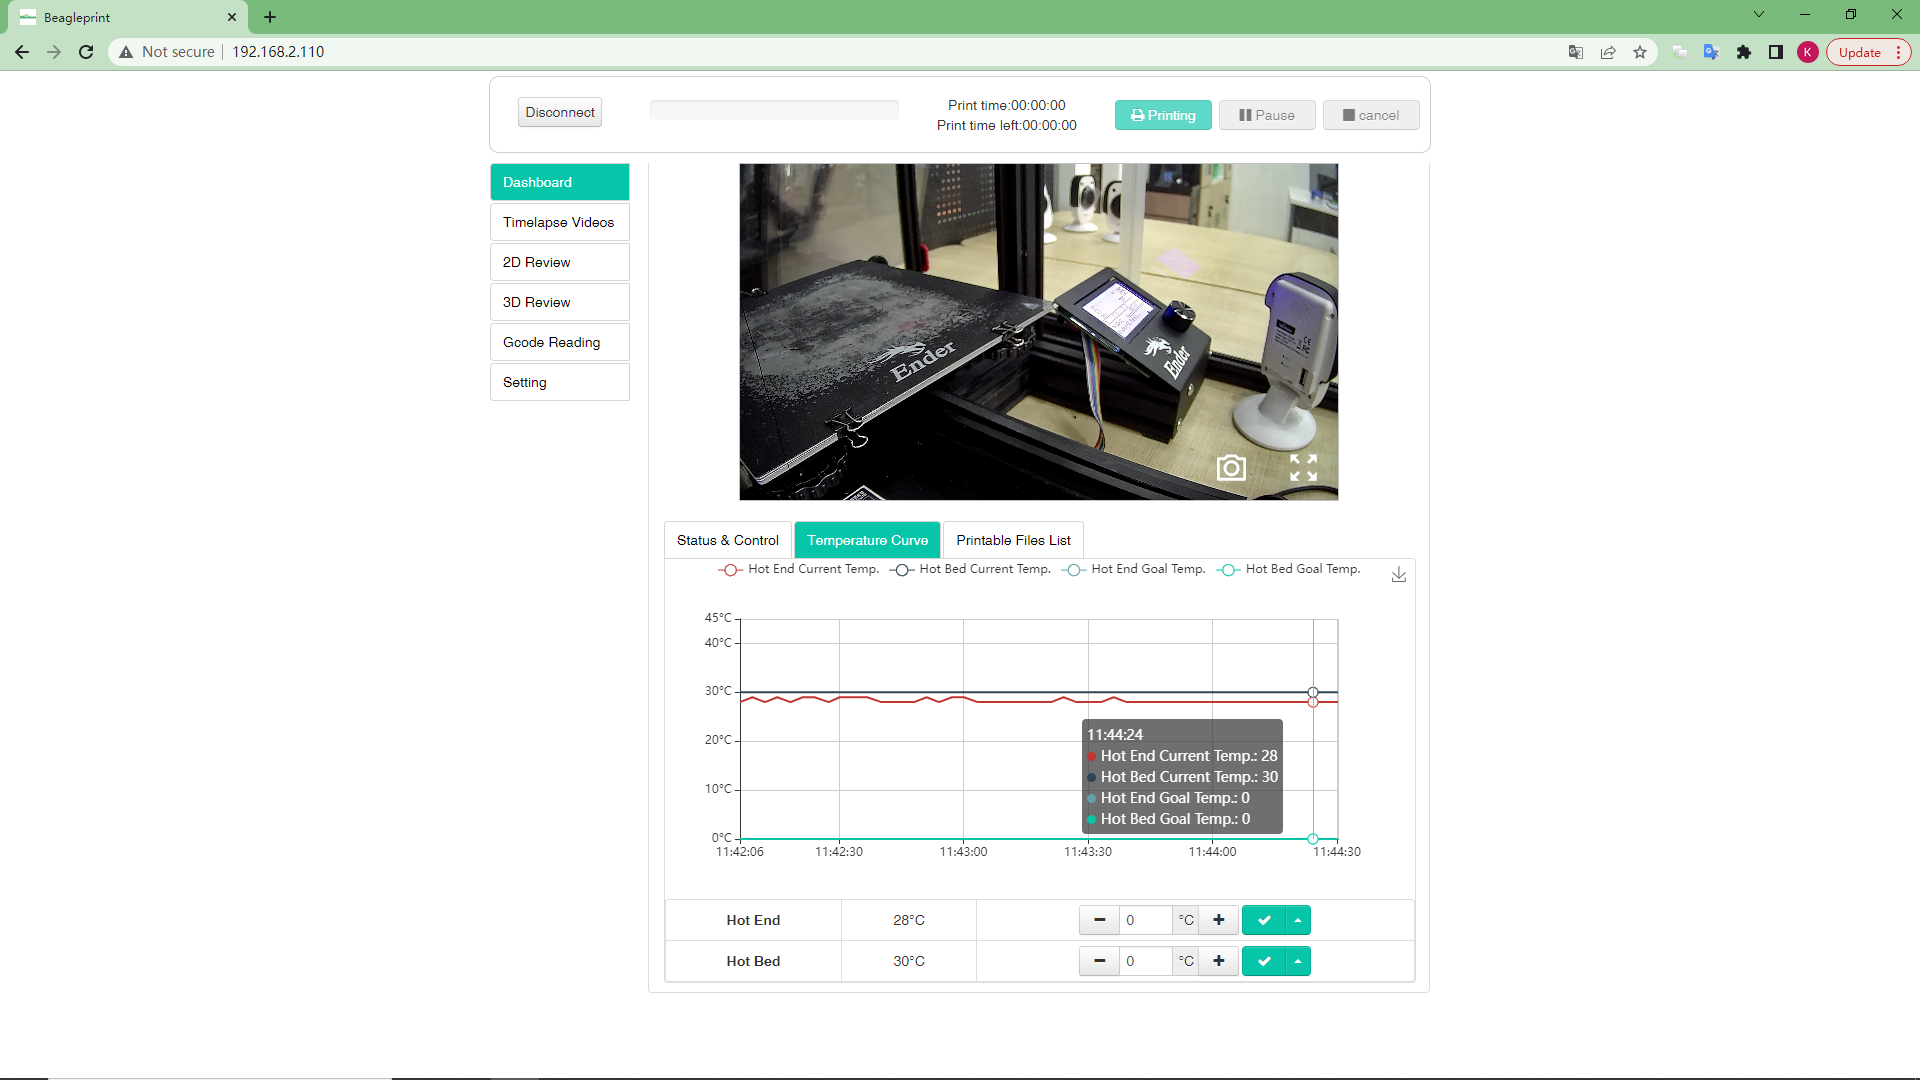 Beagleprint
Not secure 192.168.2.110
K
Update
Disconnect
Print time:00:00:00
Print time left:00:00:00
Printing
Pause
cancel
Dashboard
Timelapse Videos
2D Review
3D Review
Gcode Reading
Setting
Ender
Ender
Status & Control
Temperature Curve
Printable Files List
Hot End Current Temp. Hot Bed Current Temp. Hot End Goal Temp. Hot Bed Goal Temp.
45°C
40°C
30°C
20°C
10°C
0°C
11:42:06 11:42:30 11:43:00 11:43:30 11:44:00 11:44:30
11:44:24
Hot End Current Temp.: 28
Hot Bed Current Temp.: 30
Hot End Goal Temp.: 0
Hot Bed Goal Temp.: 0
Hot End 28°C 0 °C
Hot Bed 30°C 0 °C